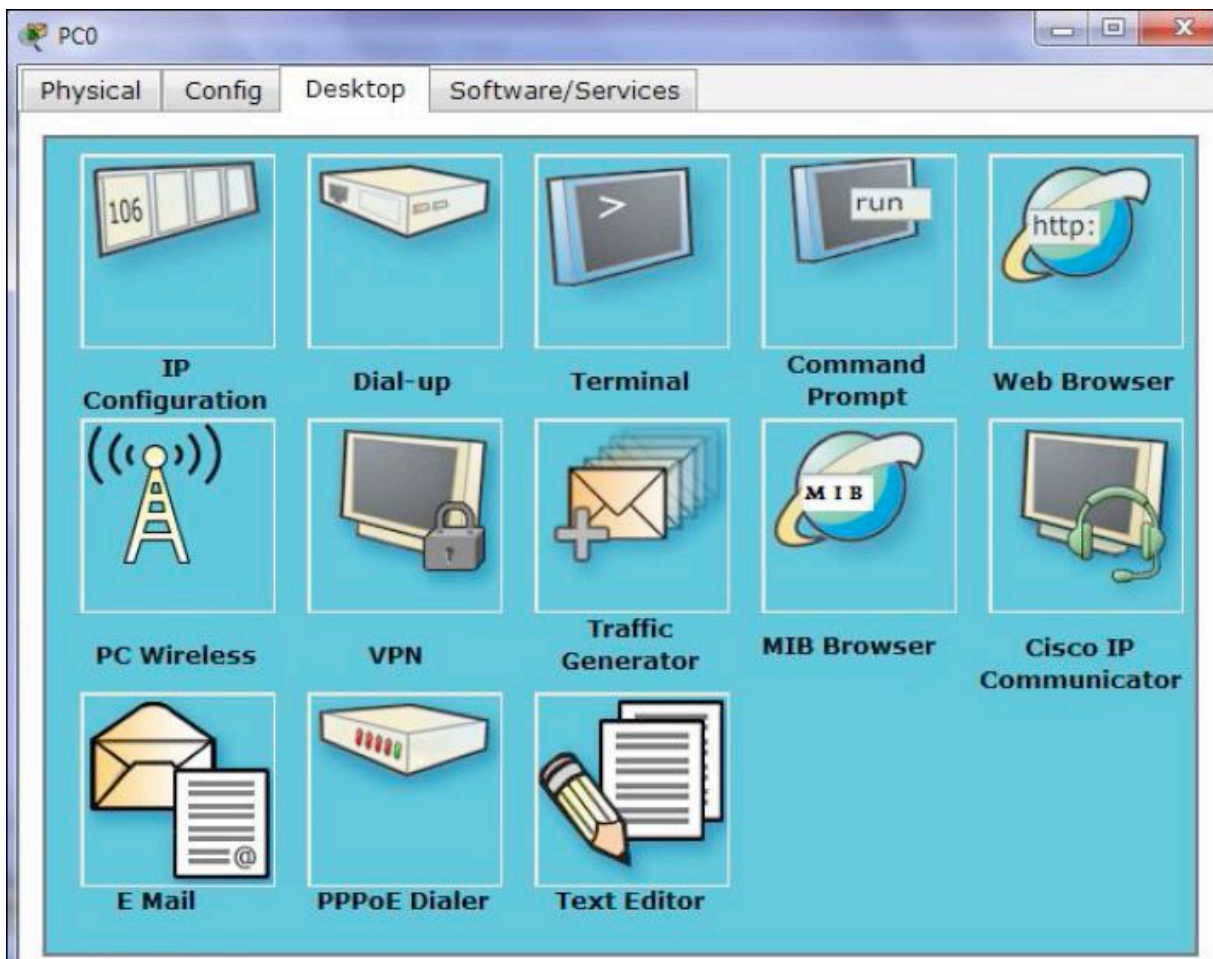 PC0
Physical Config Desktop Software/Services
106
>
run
http:
IP
Configuration
Dial-up
Terminal
Command
Prompt
Web Browser
MIB
PC Wireless
VPN
Traffic
Generator
MIB Browser
Cisco IP
Communicator
@
E Mail
PPPoE Dialer
Text Editor